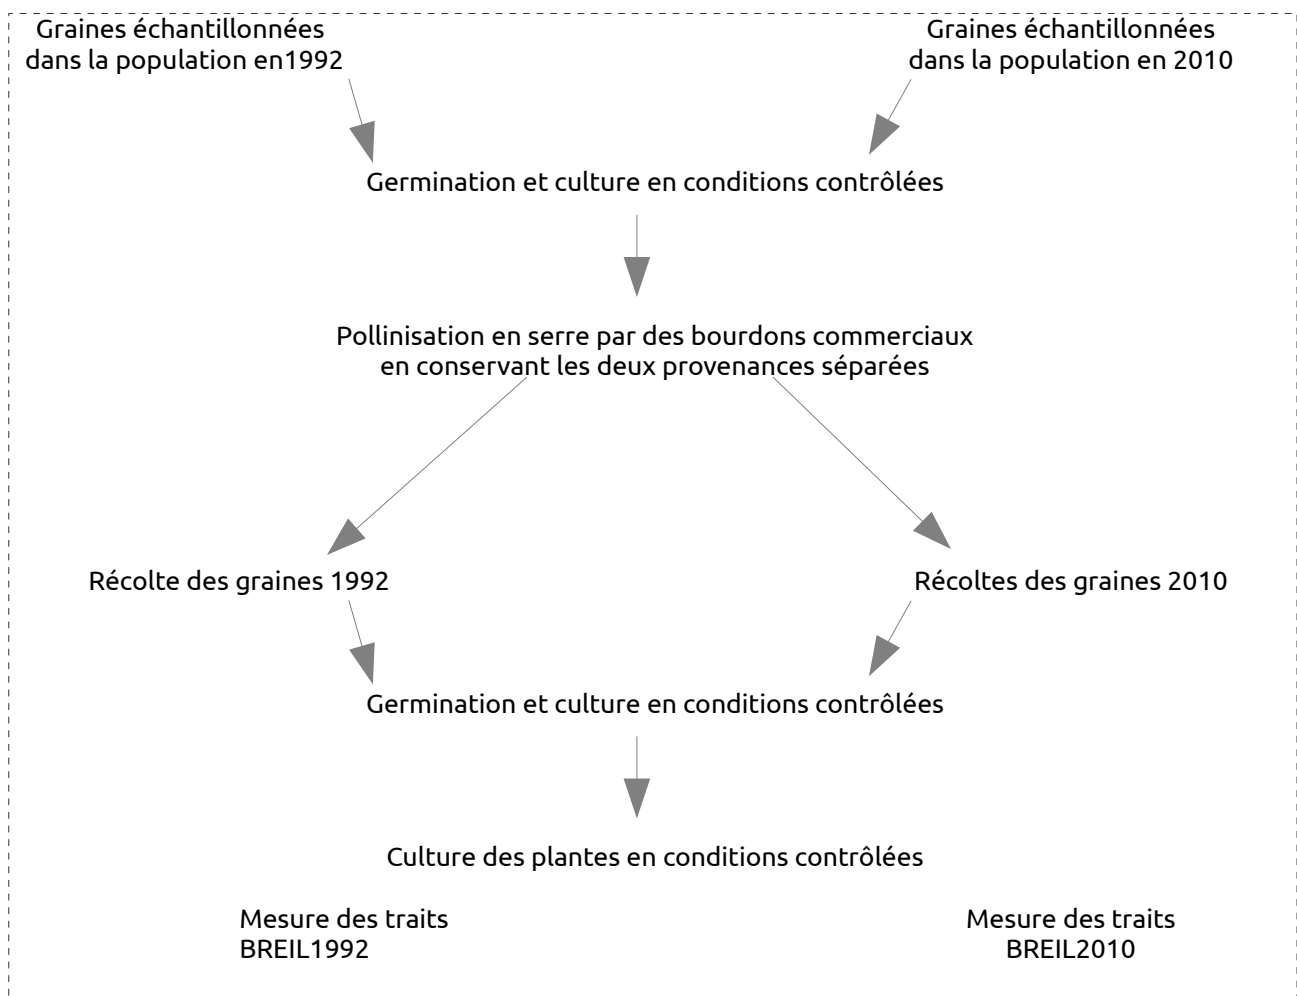 Graines échantillonnées
dans la population en1992
Graines échantillonnées
dans la population en 2010
Germination et culture en conditions contrôlées
Pollinisation en serre par des bourdons commerciaux
en conservant les deux provenances séparées
Récolte des graines 1992
Récoltes des graines 2010
Germination et culture en conditions contrôlées
Culture des plantes en conditions contrôlées
Mesure des traits
BREIL1992
Mesure des traits
BREIL2010